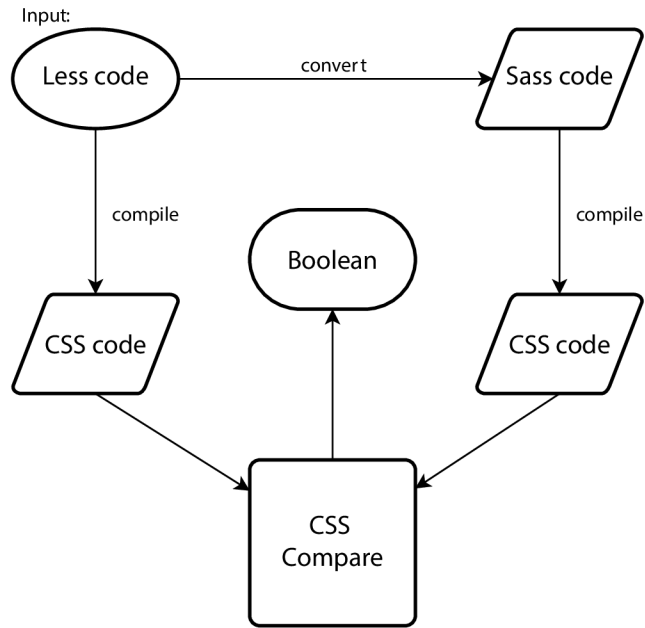 Input:
Less code
convert
Sass code
compile
compile
Boolean
CSS code
CSS code
CSS
Compare